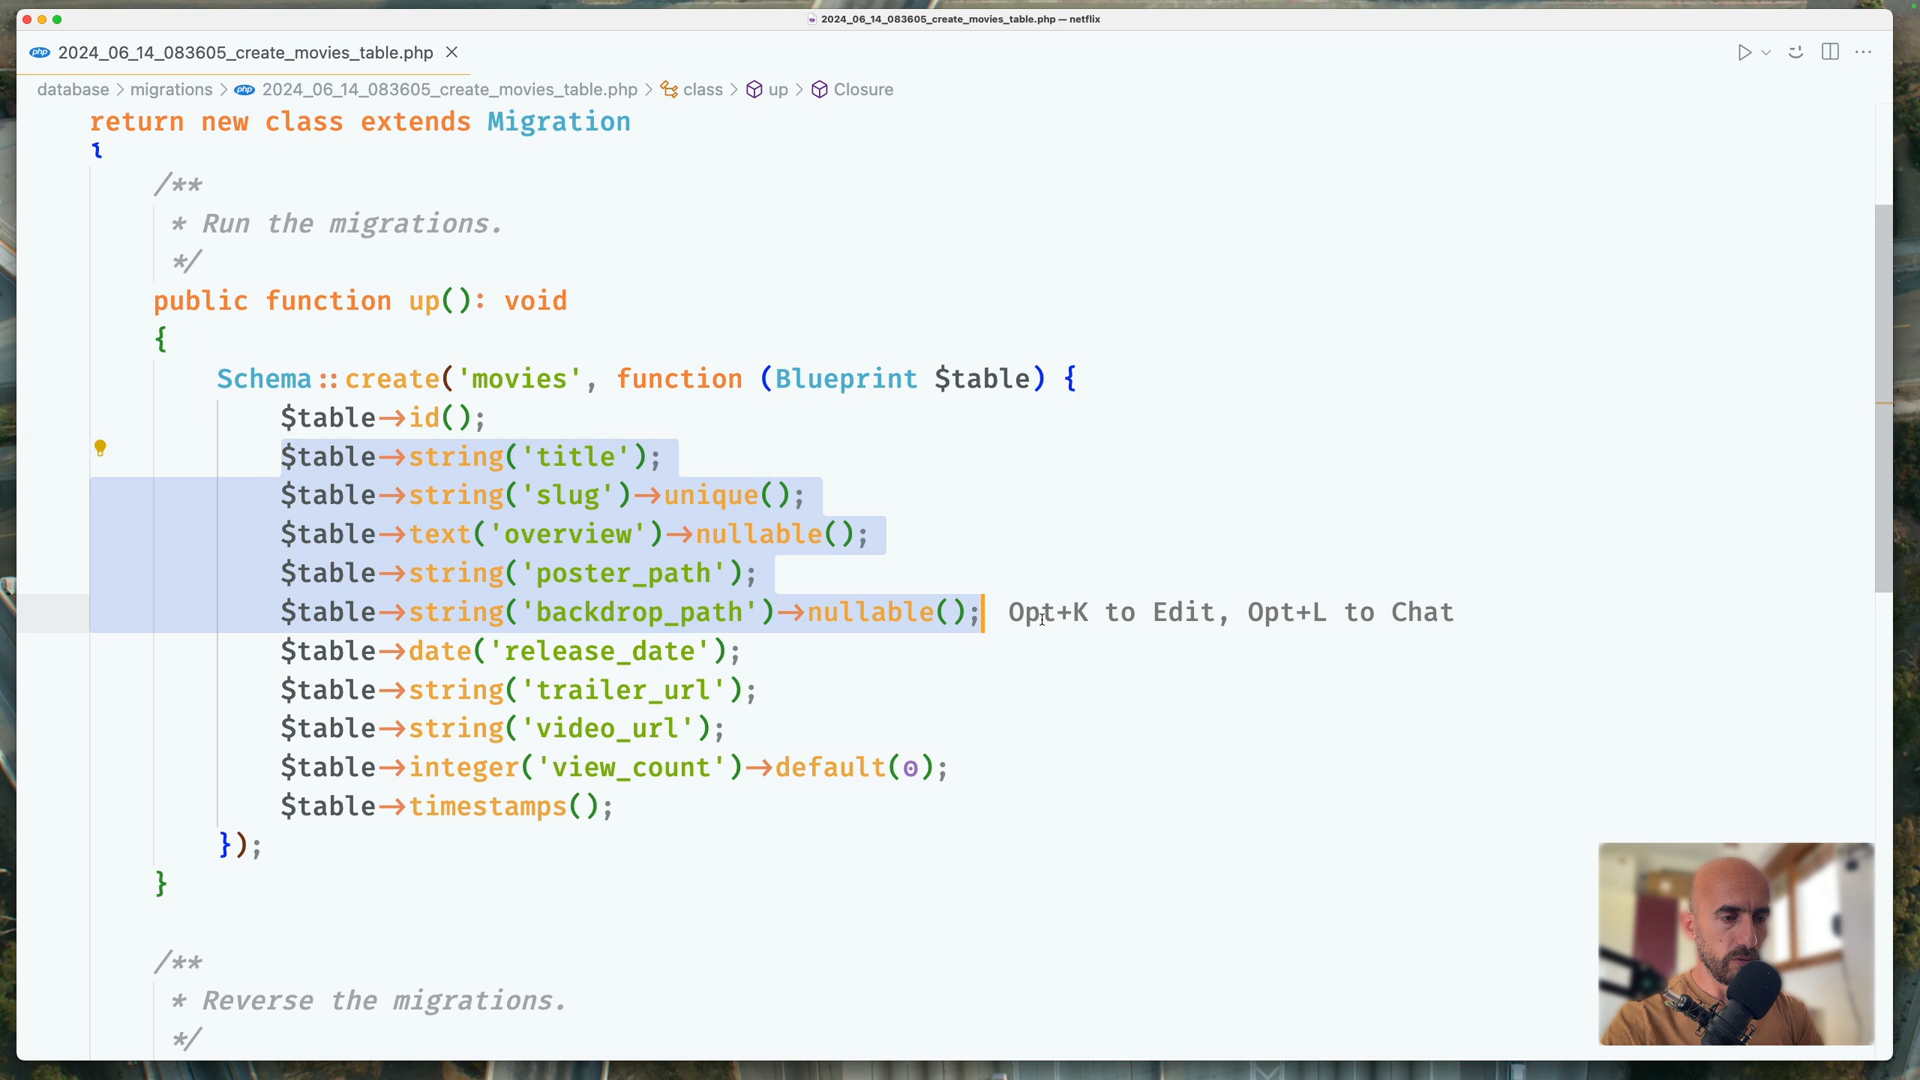 2024_06_14_083605_create_movies_table.php — netflix
php 2024_06_14_083605_create_movies_table.php
database > migrations > php 2024_06_14_083605_create_movies_table.php > class > up > Closure
return new class extends Migration
{
/**
* Run the migrations.
*/
public function up(): void
{
Schema::create('movies', function (Blueprint $table) {
$table->id();
$table->string('title');
$table->string('slug')->unique();
$table->text('overview')->nullable();
$table->string('poster_path');
$table->string('backdrop_path')->nullable(); Opt+K to Edit, Opt+L to Chat
$table->date('release_date');
$table->string('trailer_url');
$table->string('video_url');
$table->integer('view_count')->default(0);
$table->timestamps();
});
}
/**
* Reverse the migrations.
*/